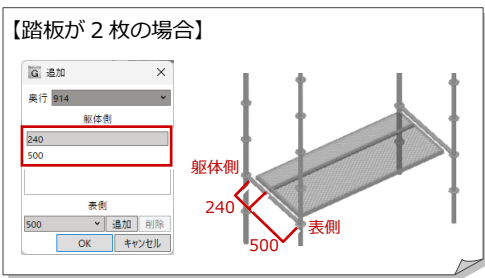 【踏板が 2 枚の場合】
G 追加 ×
奥行 914
躯体側
240
500
表側
500 追加 削除
OK キャンセル
躯体側
240
500
表側